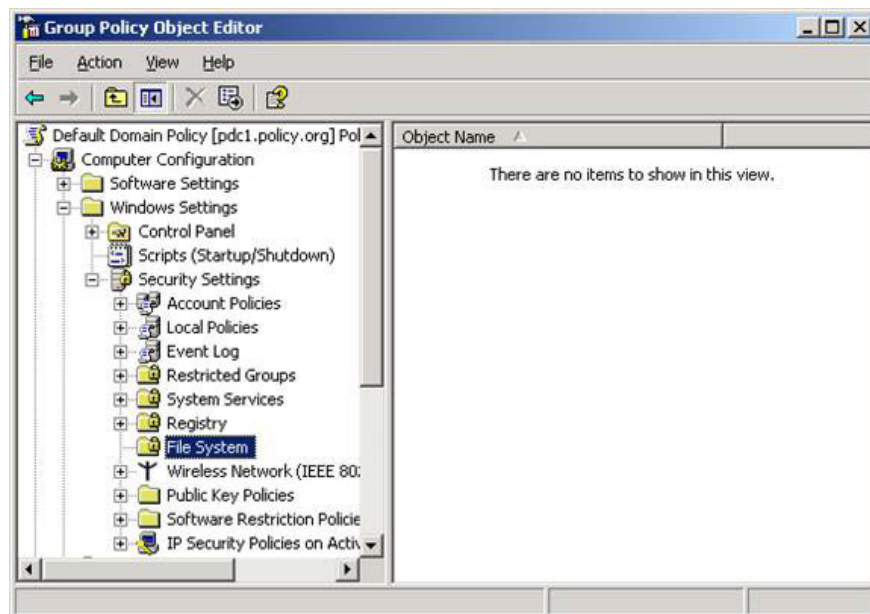 Group Policy Object Editor
File Action View Help
Default Domain Policy [pdc1.policy.org] Pol
Computer Configuration
Software Settings
Windows Settings
Control Panel
Scripts (Startup/Shutdown)
Security Settings
Account Policies
Local Policies
Event Log
Restricted Groups
System Services
Registry
File System
Wireless Network (IEEE 802
Public Key Policies
Software Restriction Policie
IP Security Policies on Activ
Object Name
There are no items to show in this view.